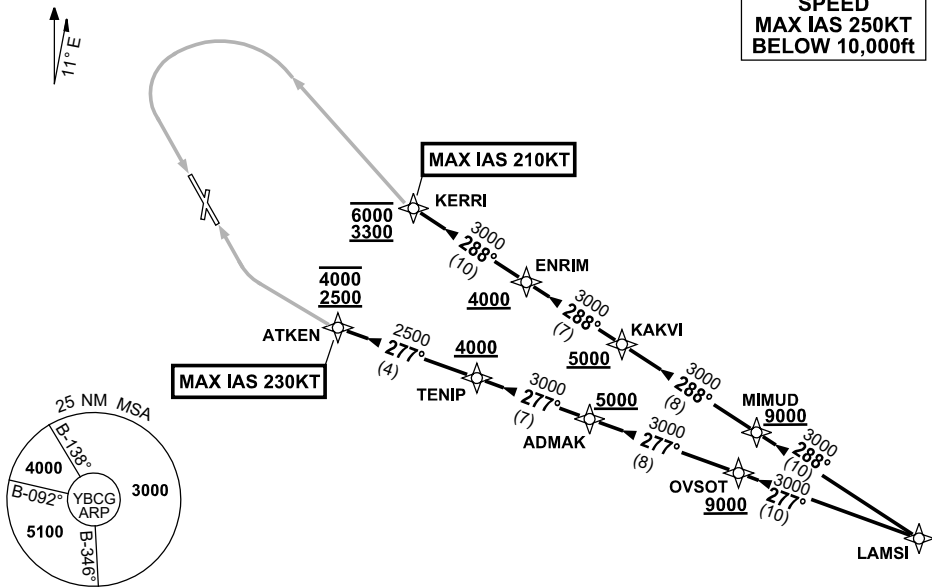 SPEED
MAX IAS 250KT
BELOW 10,000ft
11° E
MAX IAS 210KT
KERRI
6000
3300
3000
288°
(10)
ENRIM
4000
3000
288°
(7)
KAKVI
5000
3000
288°
(8)
MIMUD
9000
3000
288°
(10)
4000
2500
ATKEN
MAX IAS 230KT
2500
277°
(4)
4000
TENIP
3000
277°
(7)
5000
ADMAK
3000
277°
(8)
OVSOT
9000
3000
277°
(10)
LAMSI
25 NM MSA
B-138°
4000
B-092°
YBCG
ARP
3000
5100
B-346°